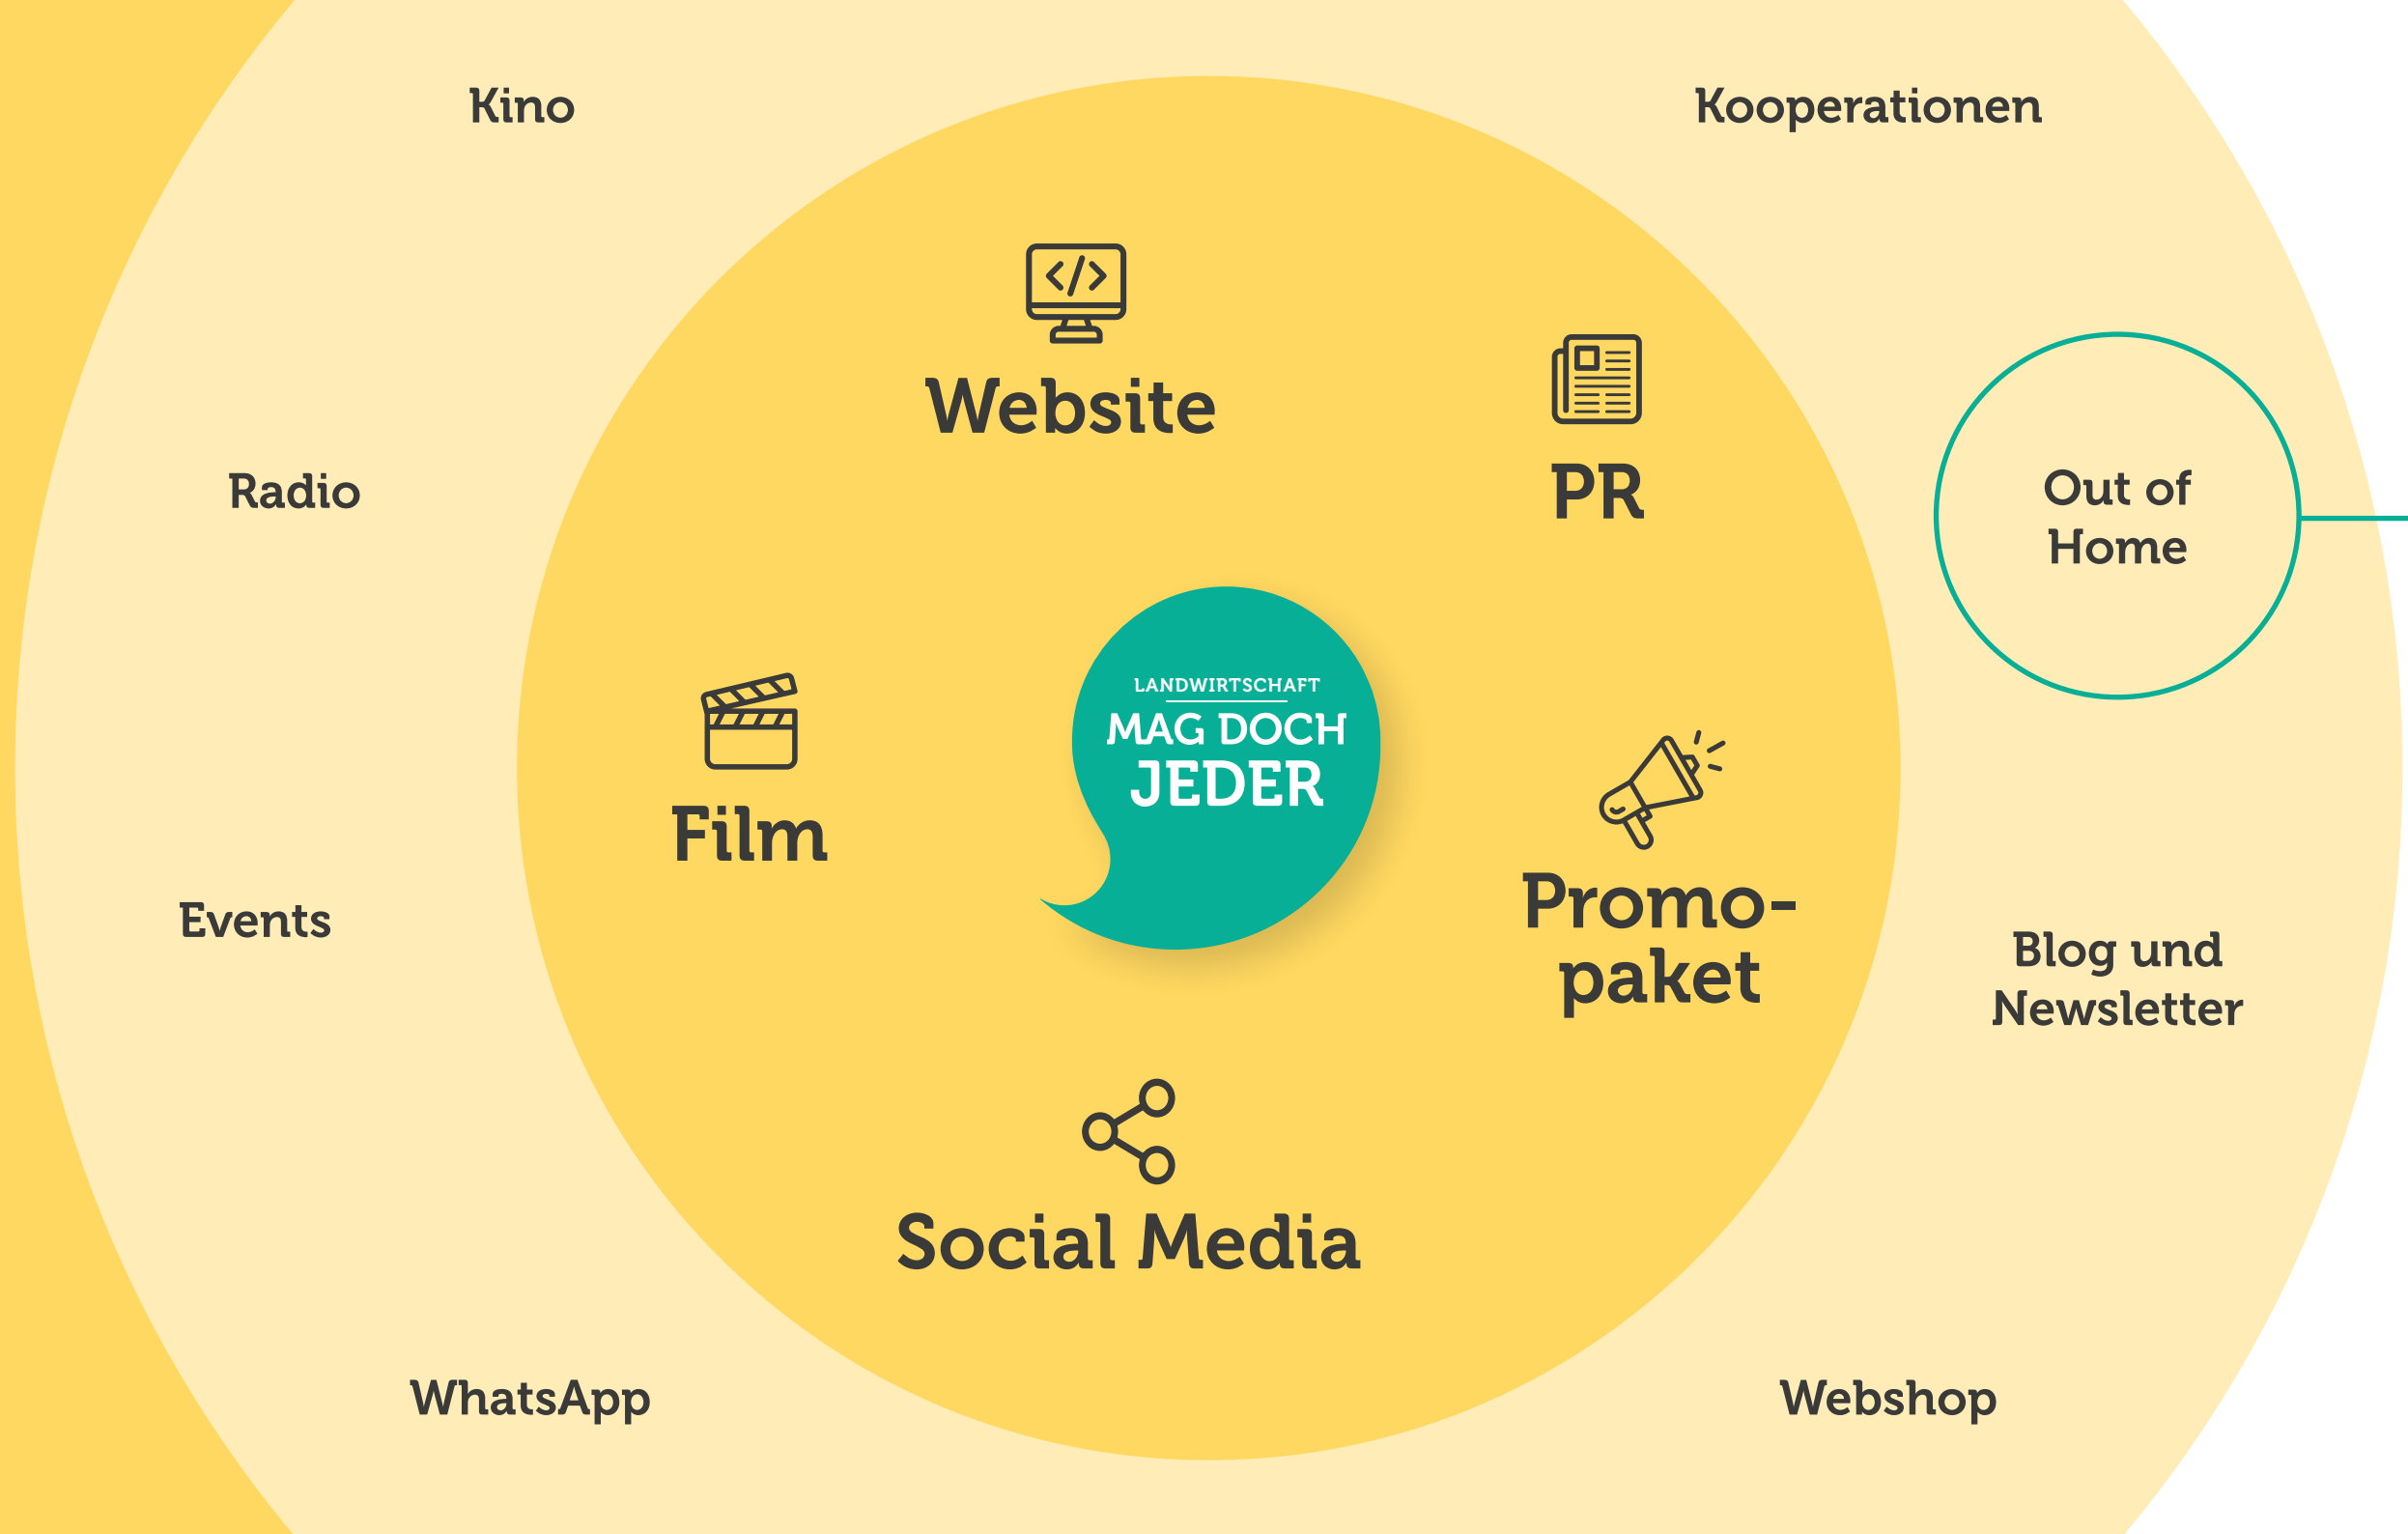 Kino
Kooperationen
Website
PR
Radio
Out of
Home
LANDWIRTSCHAFT
MAG DOCH
JEDER
Film
Promo-
paket
Events
Blog und
Newsletter
Social Media
WhatsApp
Webshop